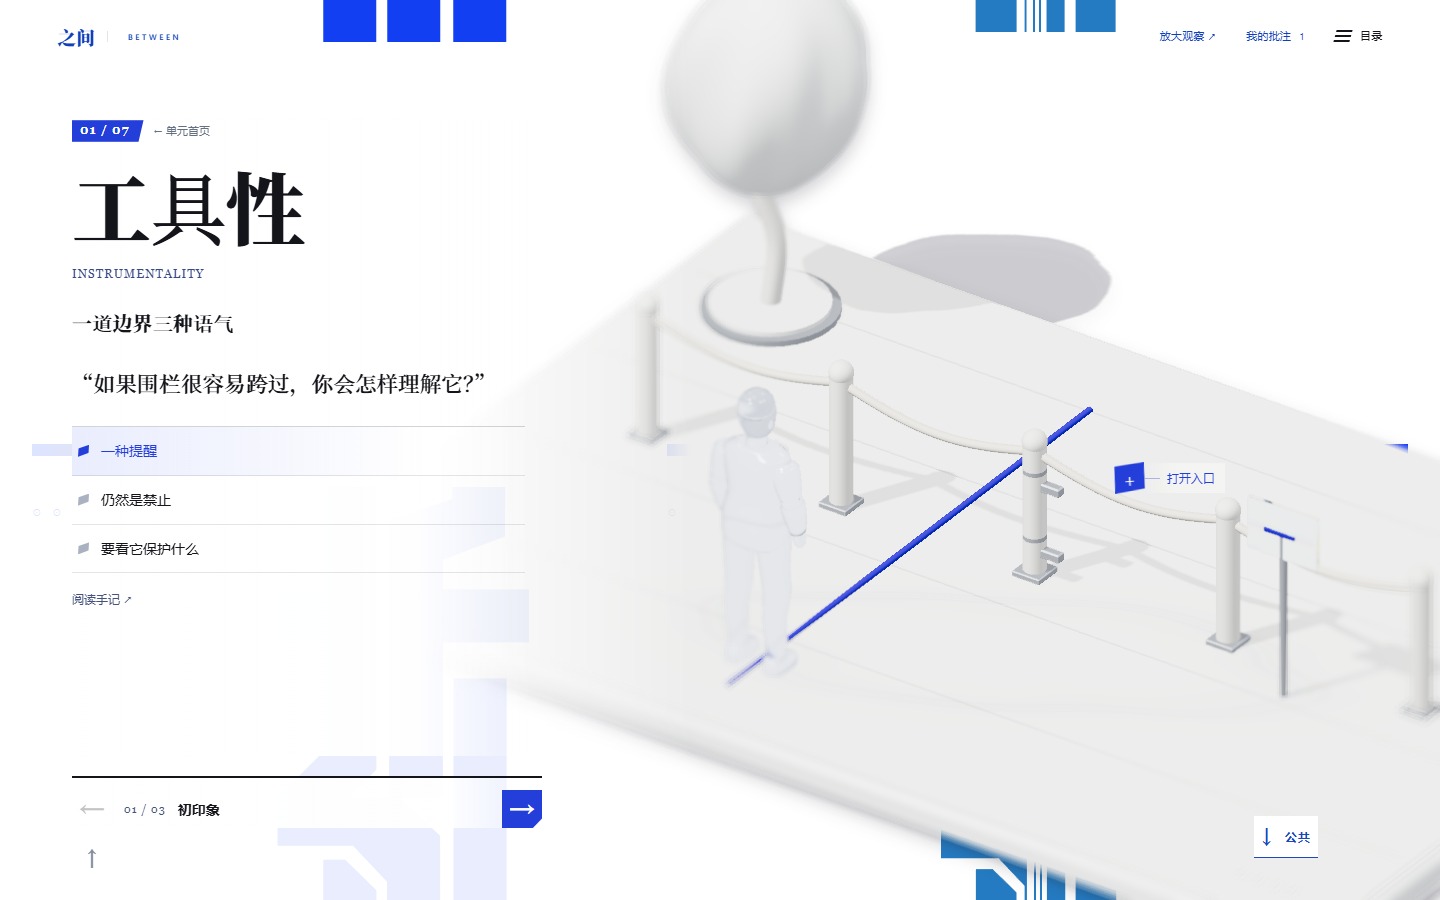 之间 BETWEEN
放大观察 ↗ 我的批注 1 目录
01 / 07 ← 单元首页
工具性
INSTRUMENTALITY
一道边界三种语气
“如果围栏很容易跨过，你会怎样理解它?”
一种提醒
仍然是禁止
要看它保护什么
阅读手记 ↗
+ 打开入口
← 01 / 03 初印象 →
↑
↓ 公共